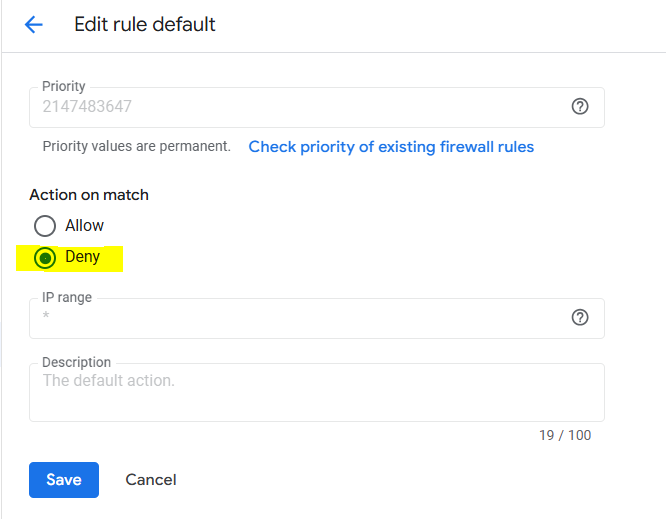 Edit rule default
Priority
2147483647
Priority values are permanent. Check priority of existing firewall rules
Action on match
Allow
Deny
IP range
*
Description
The default action.
19 / 100
Save Cancel